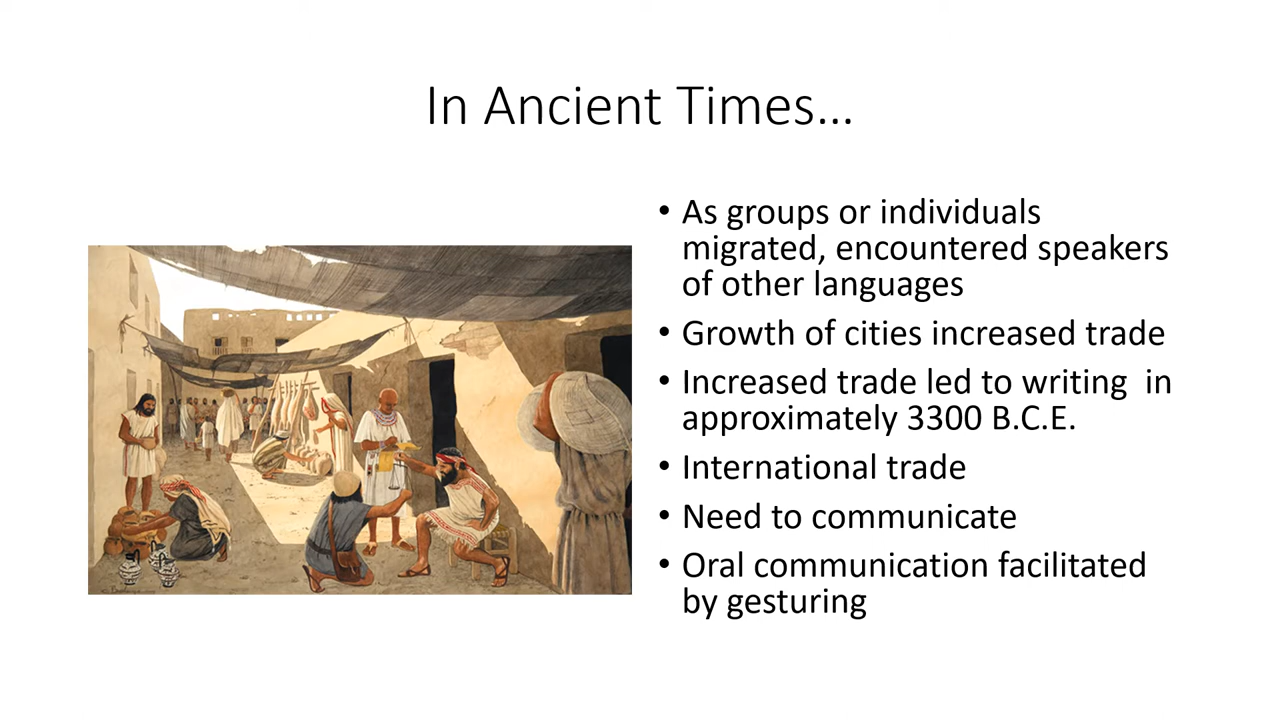 In Ancient Times…
• As groups or individuals
migrated, encountered speakers
of other languages
• Growth of cities increased trade
• Increased trade led to writing  in
approximately 3300 B.C.E.
• International trade
• Need to communicate
• Oral communication facilitated
by gesturing